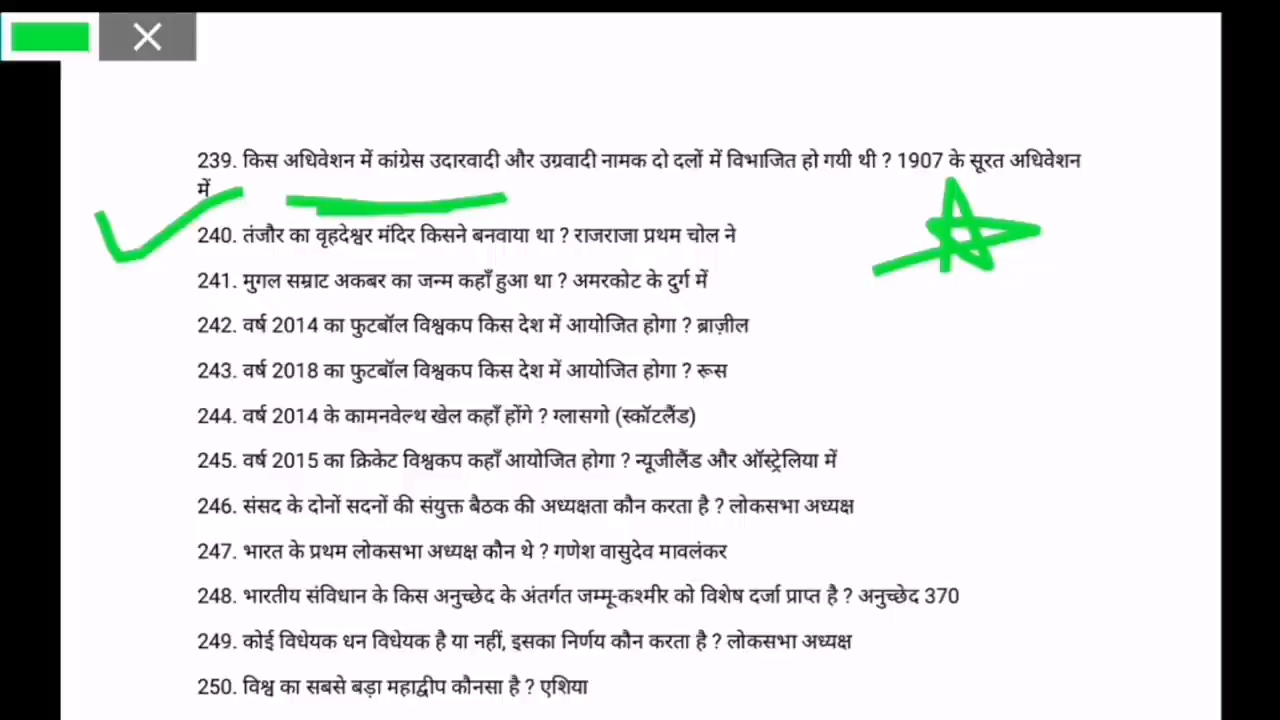 239. किस अधिवेशन में कांग्रेस उदारवादी और उग्रवादी नामक दो दलों में विभाजित हो गयी थी ? 1907 के सूरत अधिवेशन
में
240. तंजौर का वृहदेश्वर मंदिर किसने बनवाया था ? राजराजा प्रथम चोल ने
241. मुगल सम्राट अकबर का जन्म कहाँ हुआ था ? अमरकोट के दुर्ग में
242. वर्ष 2014 का फुटबॉल विश्वकप किस देश में आयोजित होगा ? ब्राज़ील
243. वर्ष 2018 का फुटबॉल विश्वकप किस देश में आयोजित होगा ? रूस
244. वर्ष 2014 के कामनवेल्थ खेल कहाँ होंगे ? ग्लासगो (स्कॉटलैंड)
245. वर्ष 2015 का क्रिकेट विश्वकप कहाँ आयोजित होगा ? न्यूजीलैंड और ऑस्ट्रेलिया में
246. संसद के दोनों सदनों की संयुक्त बैठक की अध्यक्षता कौन करता है ? लोकसभा अध्यक्ष
247. भारत के प्रथम लोकसभा अध्यक्ष कौन थे ? गणेश वासुदेव मावलंकर
248. भारतीय संविधान के किस अनुच्छेद के अंतर्गत जम्मू-कश्मीर को विशेष दर्जा प्राप्त है ? अनुच्छेद 370
249. कोई विधेयक धन विधेयक है या नहीं, इसका निर्णय कौन करता है ? लोकसभा अध्यक्ष
250. विश्व का सबसे बड़ा महाद्वीप कौनसा है ? एशिया